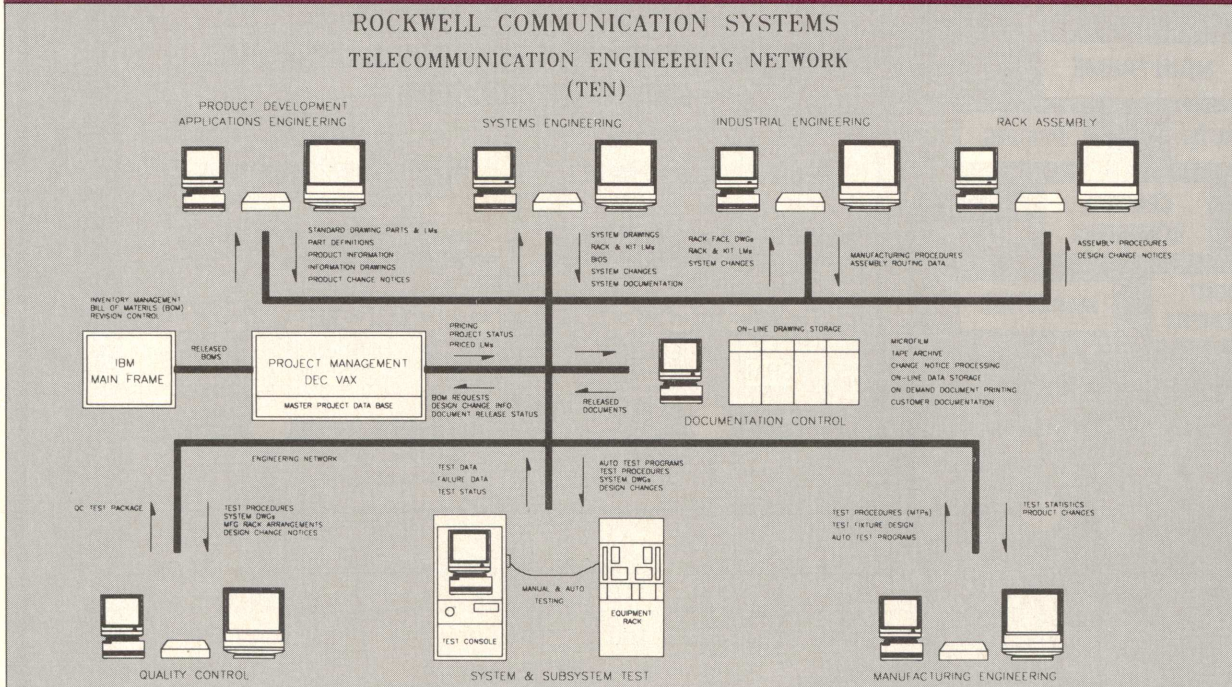 ROCKWELL COMMUNICATION SYSTEMS
TELECOMMUNICATION ENGINEERING NETWORK
(TEN)
PRODUCT DEVELOPMENT
APPLICATIONS ENGINEERING
SYSTEMS ENGINEERING
INDUSTRIAL ENGINEERING
RACK ASSEMBLY
STANDARD DRAWING PARTS & LMs
PART DEFINITIONS
PRODUCT INFORMATION
INFORMATION DRAWINGS
PRODUCT CHANGE NOTICES
SYSTEM DRAWINGS
RACK & KIT LMs
BIOS
SYSTEM CHANGES
SYSTEM DOCUMENTATION
RACK FACE DWGs
RACK & KIT LMs
SYSTEM CHANGES
MANUFACTURING PROCEDURES
ASSEMBLY ROUTING DATA
ASSEMBLY PROCEDURES
DESIGN CHANGE NOTICES
INVENTORY MANAGEMENT
BILL OF MATERILS (BOM)
REVISION CONTROL
IBM
MAIN FRAME
RELEASED
BOMS
PROJECT MANAGEMENT
DEC VAX
MASTER PROJECT DATA BASE
PRICING
PROJECT STATUS
PRICED LMs
BOM REQUESTS
DESIGN CHANGE INFO.
DOCUMENT RELEASE STATUS
RELEASED
DOCUMENTS
ON-LINE DRAWING STORAGE
DOCUMENTATION CONTROL
MICROFILM
TAPE ARCHIVE
CHANGE NOTICE PROCESSING
ON-LINE DATA STORAGE
ON DEMAND DOCUMENT PRINTING
CUSTOMER DOCUMENTATION
ENGINEERING NETWORK
QC TEST PACKAGE
TEST PROCEDURES
SYSTEM DWGs
MFG RACK ARRANGEMENTS
DESIGN CHANGE NOTICES
TEST DATA
FAILURE DATA
TEST STATUS
AUTO TEST PROGRAMS
TEST PROCEDURES
SYSTEM DWGs
DESIGN CHANGES
TEST PROCEDURES (MTPs)
TEST FIXTURE DESIGN
AUTO TEST PROGRAMS
TEST STATISTICS
PRODUCT CHANGES
MANUAL & AUTO
TESTING
TEST CONSOLE
EQUIPMENT
RACK
QUALITY CONTROL
SYSTEM & SUBSYSTEM TEST
MANUFACTURING ENGINEERING